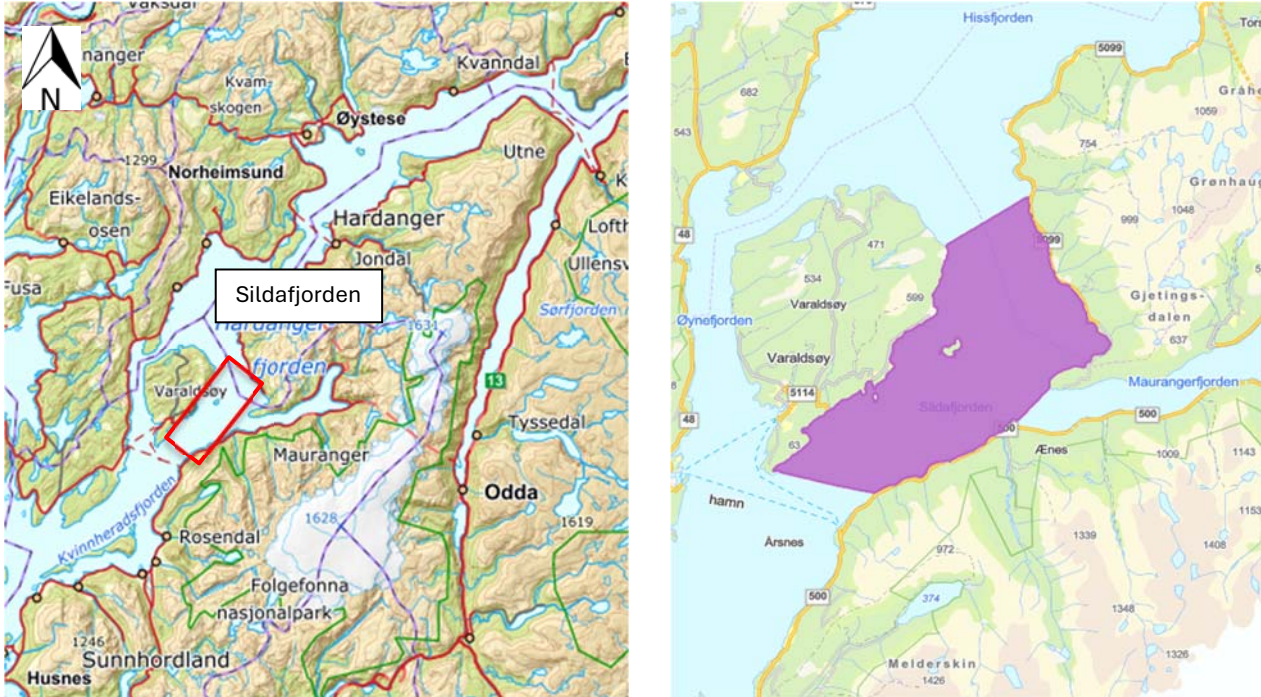 Vaksdal
N
nanger
Kvam-
skogen
Kvanndal
Øystese
1299
Norheimsund
Utne
Eikelands-
osen
Hardanger
Lofth
Jondal
Fusa
Ullensv
Sildafjorden
Hardanger
fjorden
1631
Sørfjorden
13
Varaldsøy
Tyssedal
Mauranger
Odda
Kvinnheradsfjorden
1628
1619
Rosendal
Folgefonna
nasjonalpark
1246
Sunnhordland
Husnes
Hissfjorden
5099
Tors
682
Gråhe
1059
543
754
Grønhaug
999
1048
48
5099
471
534
Gjetings-
dalen
Varaldsøy
599
Øynefjorden
637
Varaldsøy
Maurangerfjorden
5114
48
Sildafjorden
500
500
63
Ænes
1143
1009
hamn
1153
Årsnes
1339
1408
972
500
374
1348
1326
Melderskin
1426